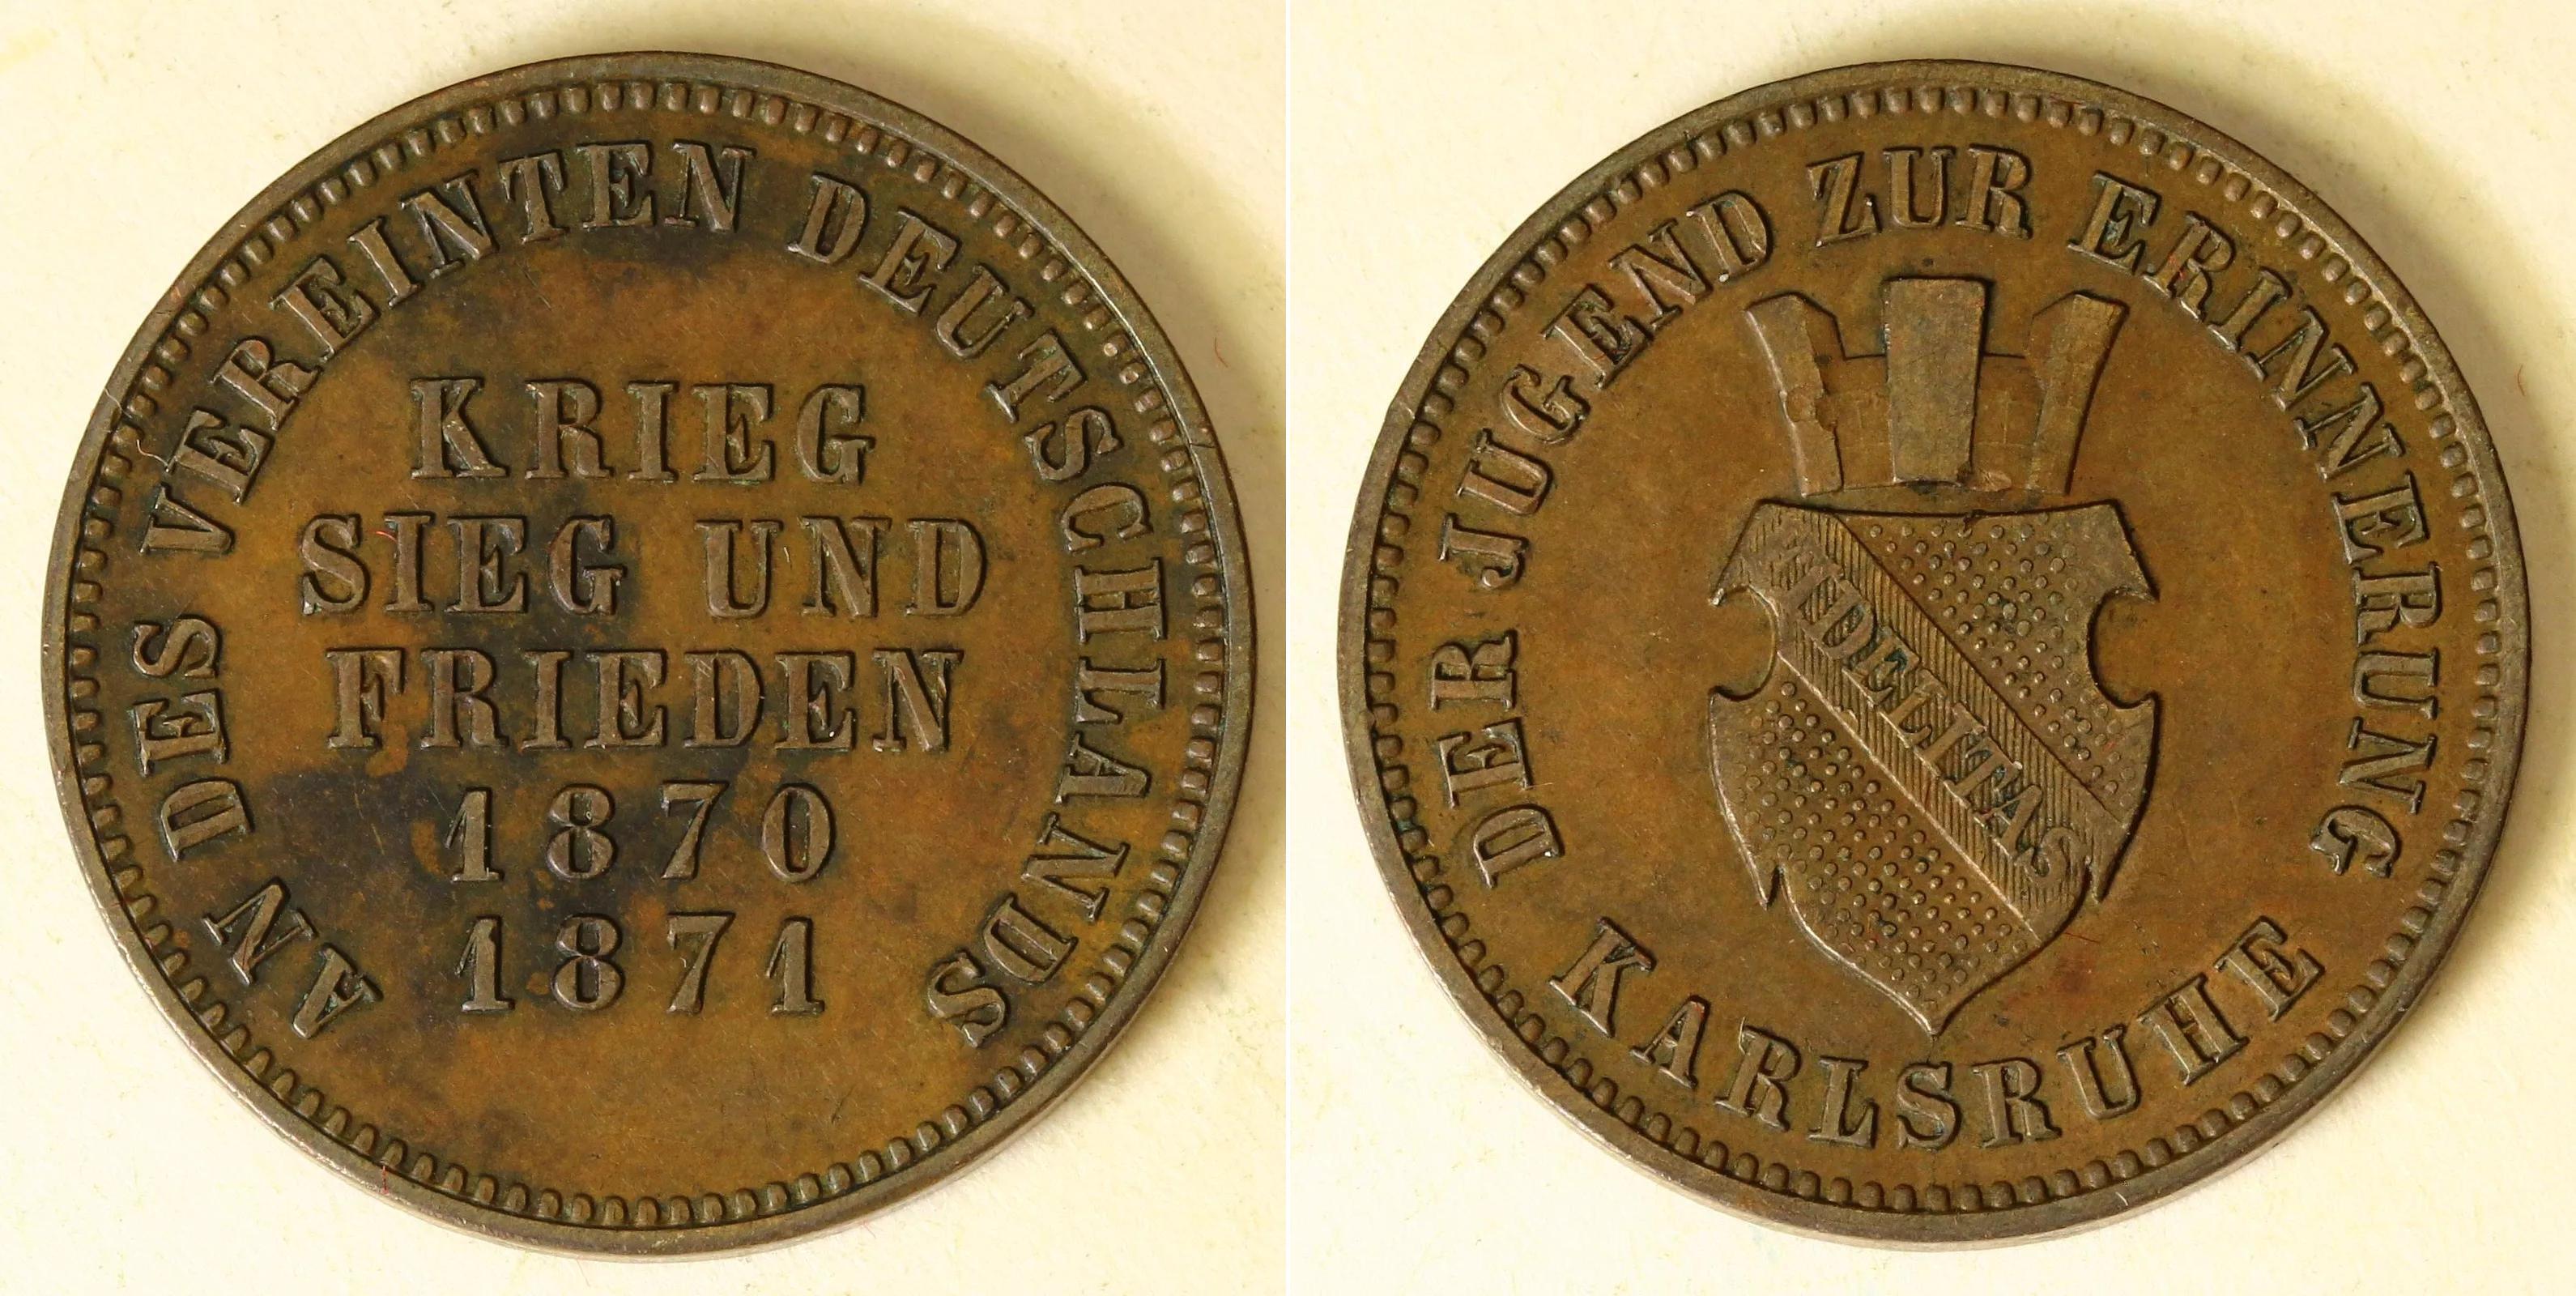 AN DES VEREINTEN DEUTSCHLANDS
KRIEG
SIEG UND
FRIEDEN
1870
1871
DER JUGEND ZUR ERINNERUNG
FIDELITAS
KARLSRUHE